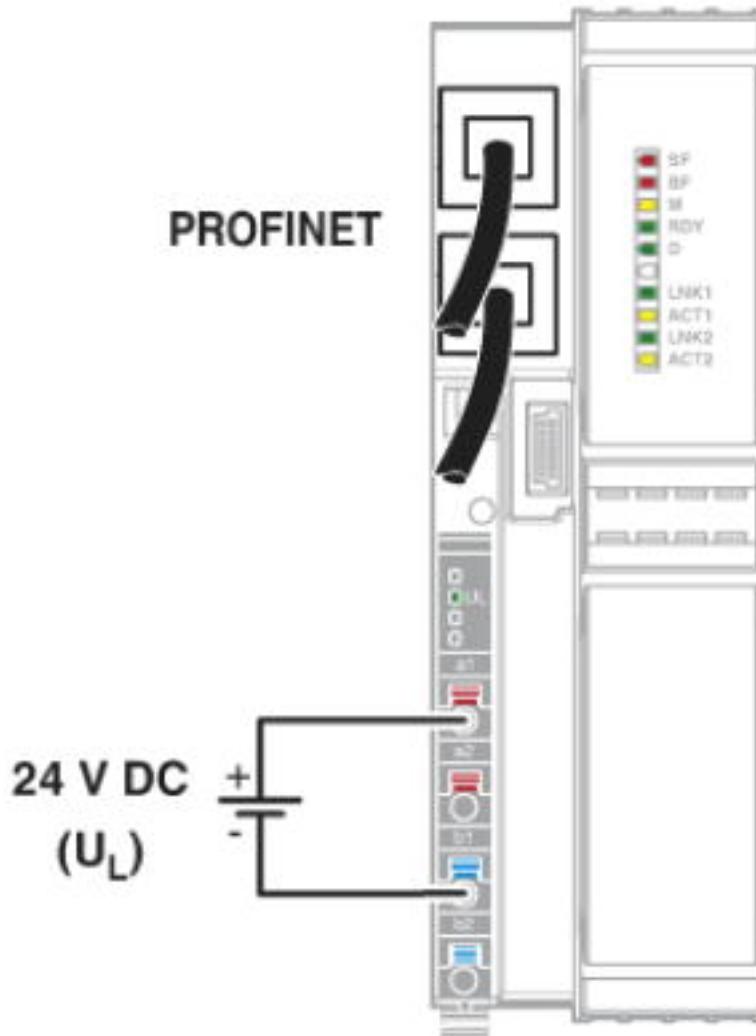 PROFINET
SF
BF
M
RDY
D
LNK1
ACT1
LNK2
ACT2
UL
a1
a2
24 V DC
+
-
(UL)
b1
b2